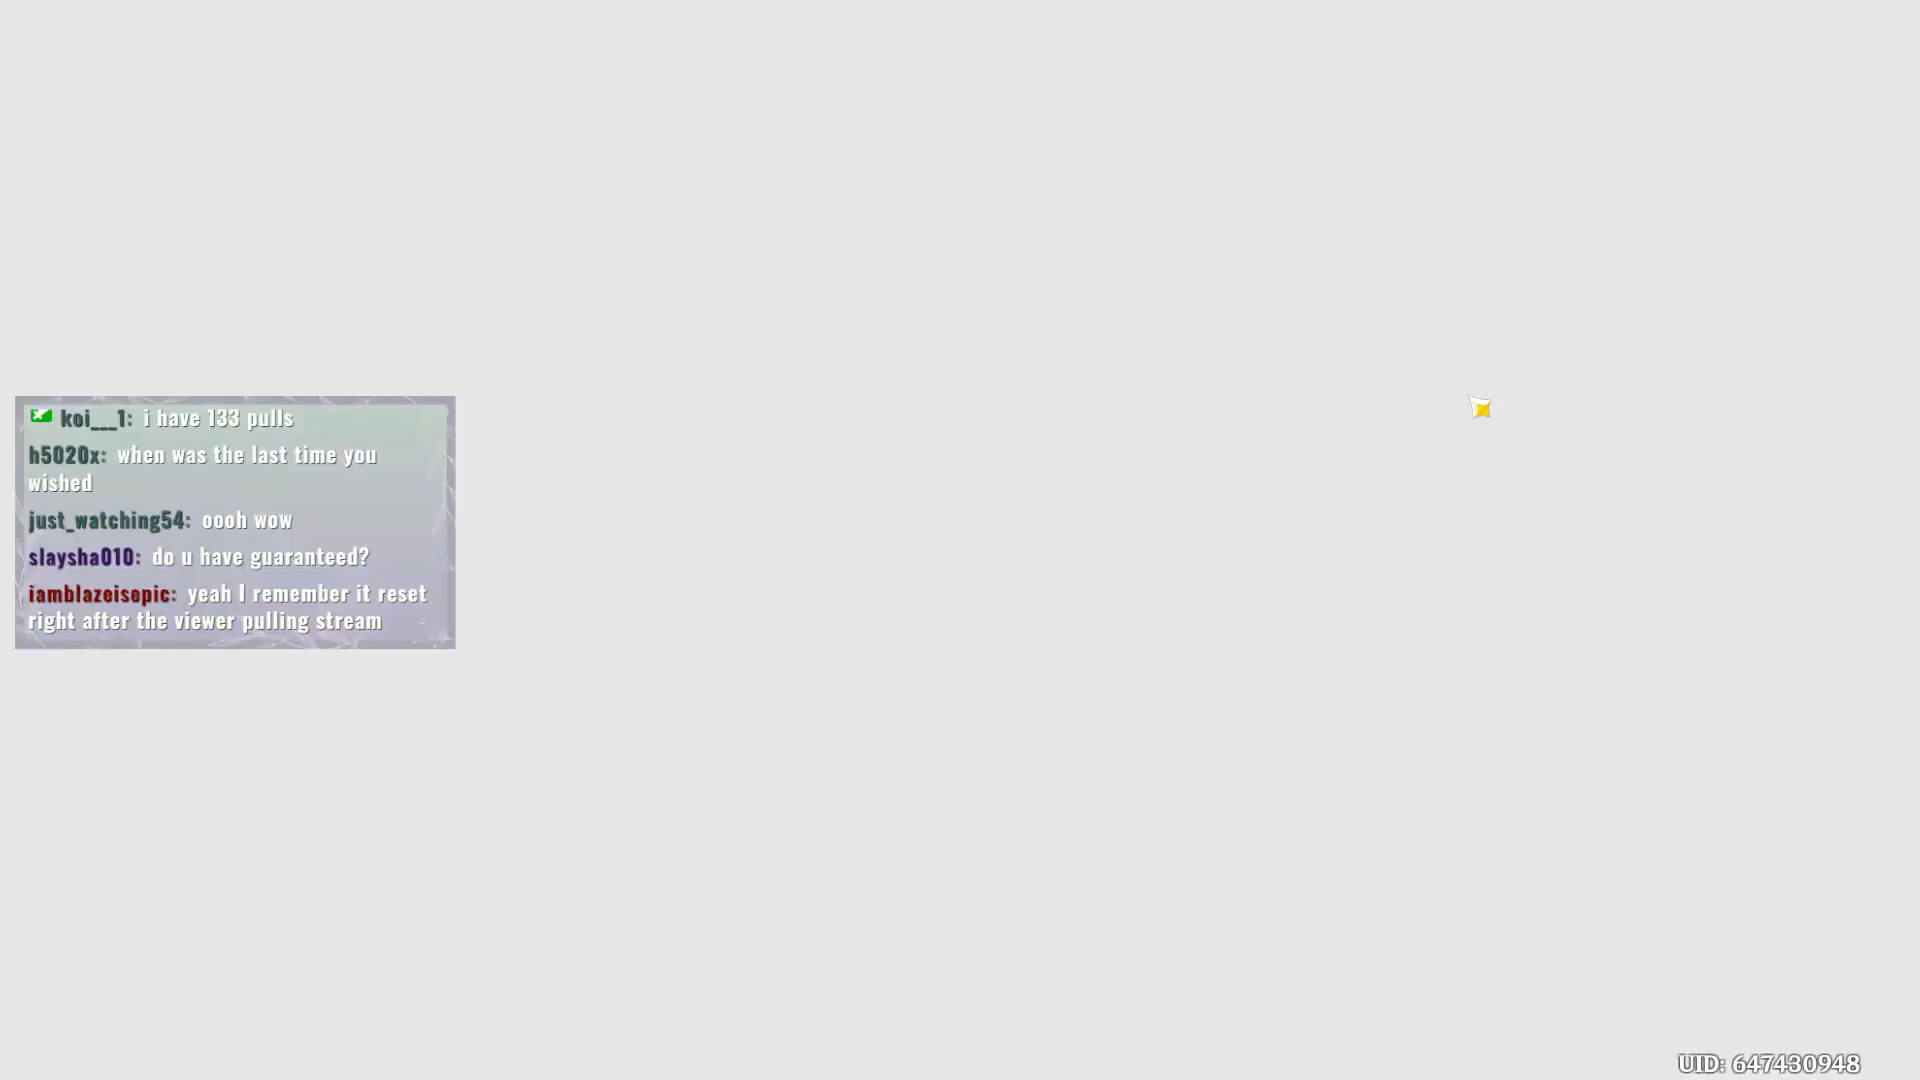 koi___1: i have 133 pulls
h5020x: when was the last time you
wished
just_watching54: oooh wow
slaysha010: do u have guaranteed?
iamblazeisepic: yeah I remember it reset
right after the viewer pulling stream
UID: 647430948